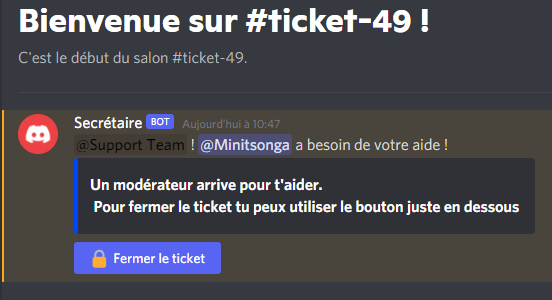 Bienvenue sur #ticket-49 !
C'est le début du salon #ticket-49.
Secrétaire BOT Aujourd'hui à 10:47
@Support Team ! @Minitsonga a besoin de votre aide !
Un modérateur arrive pour t'aider.
Pour fermer le ticket tu peux utiliser le bouton juste en dessous
Fermer le ticket